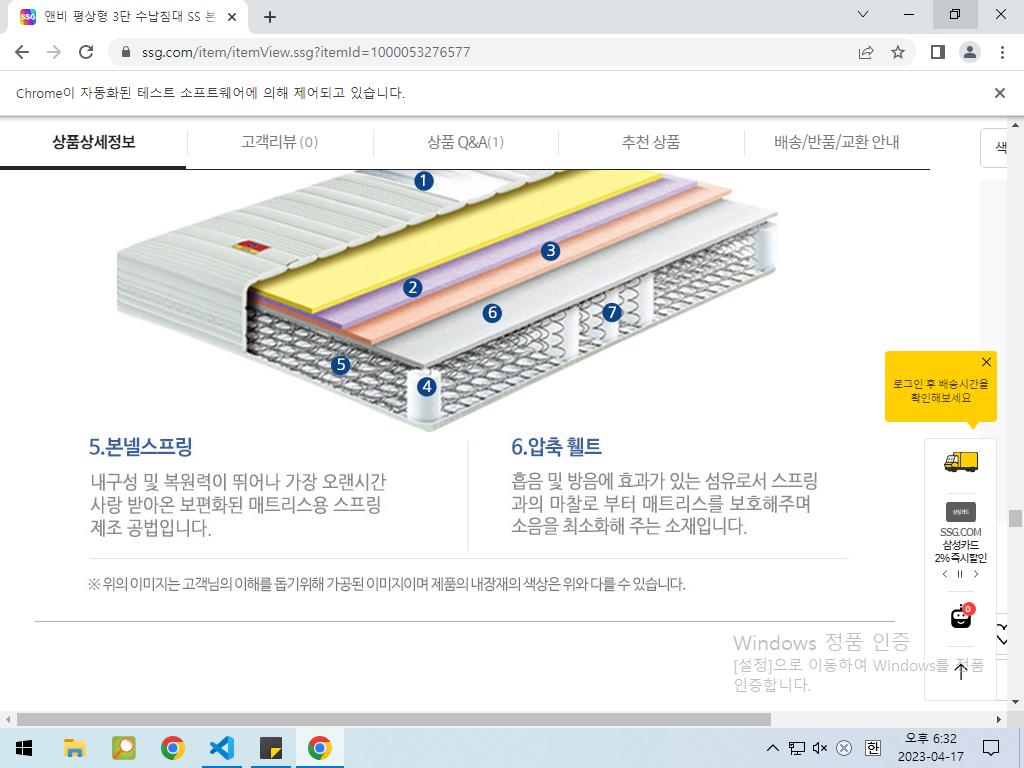 앤비 평상형 3단 수납침대 SS 본
ssg.com/item/itemView.ssg?itemId=1000053276577
Chrome이 자동화된 테스트 소프트웨어에 의해 제어되고 있습니다.
상품상세정보
고객리뷰 (0)
상품 Q&A(1)
추천 상품
배송/반품/교환 안내
색
1
2
3
6
7
5
4
로그인 후 배송시간을
확인해보세요
5.본넬스프링
내구성 및 복원력이 뛰어나 가장 오랜시간
사랑 받아온 보편화된 매트리스용 스프링
제조 공법입니다.
6.압축 휄트
흡음 및 방음에 효과가 있는 섬유로서 스프링
과의 마찰로 부터 매트리스를 보호해주며
소음을 최소화해 주는 소재입니다.
※ 위의 이미지는 고객님의 이해를 돕기위해 가공된 이미지이며 제품의 내장재의 색상은 위와 다를 수 있습니다.
삼성카드
SSG.COM
삼성카드
2% 즉시할인
0
Windows 정품 인증
[설정]으로 이동하여 Windows를 정품
인증합니다.
한
오후 6:32
2023-04-17